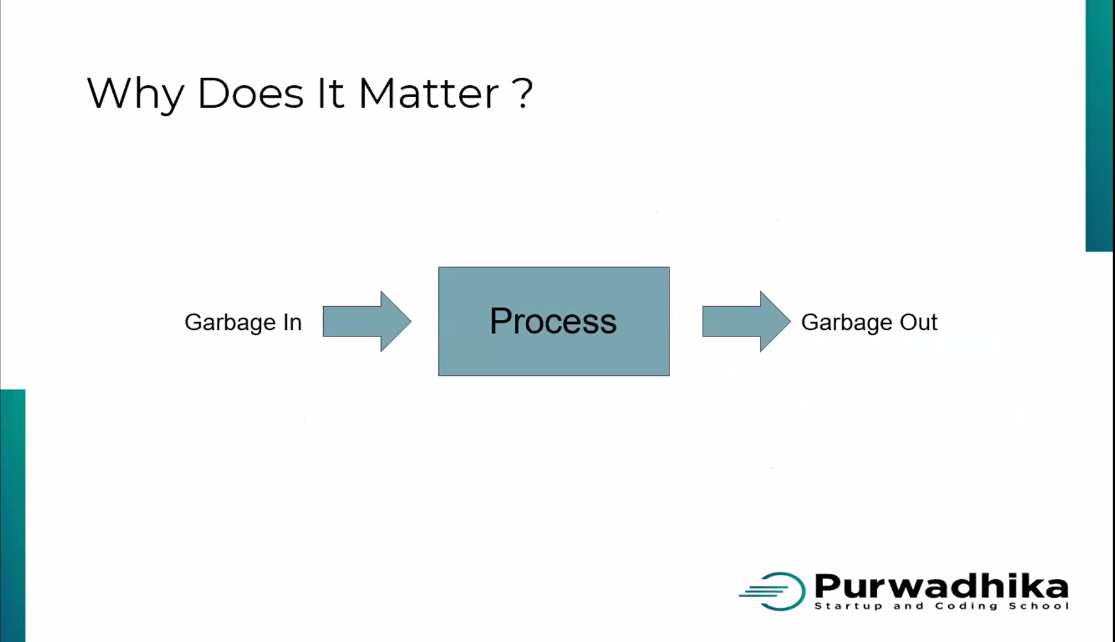 Why Does It Matter ?
Garbage In
Process
Garbage Out
Purwadhika
Startup and Coding School